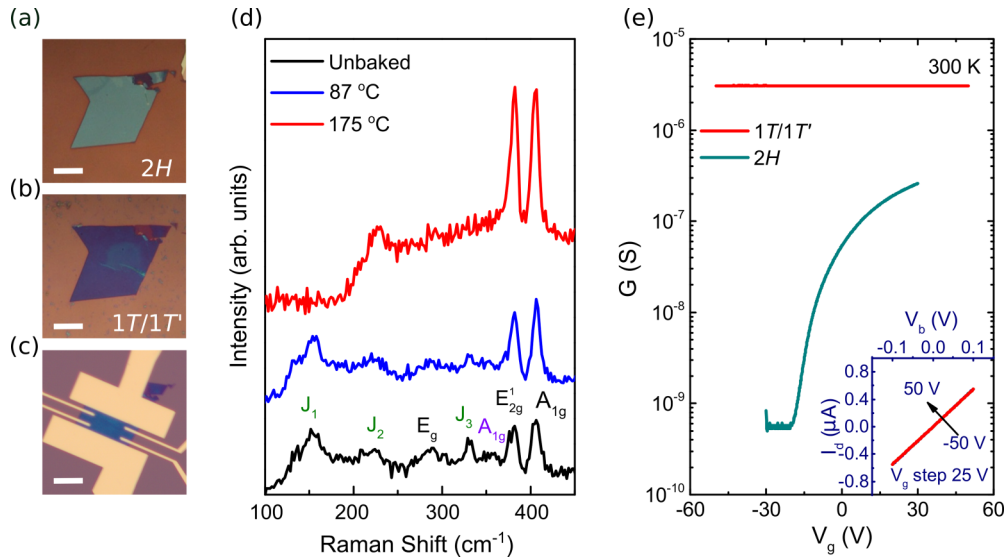 (a)
2H
(b)
1T/1T'
(c)
(d)
Unbaked
87 °C
175 °C
Intensity (arb. units)
J1
J2
Eg
J3
A1g
E12g
A1g
100 200 300 400
Raman Shift (cm-1)
(e)
10-5
10-6
10-7
10-8
10-9
10-10
G (S)
300 K
1T/1T'
2H
Vb (V)
-0.1 0.0 0.1
0.8
0.4
0.0
-0.4
-0.8
Id (µA)
50 V
-50 V
Vg step 25 V
-60 -30 0 30 60
Vg (V)